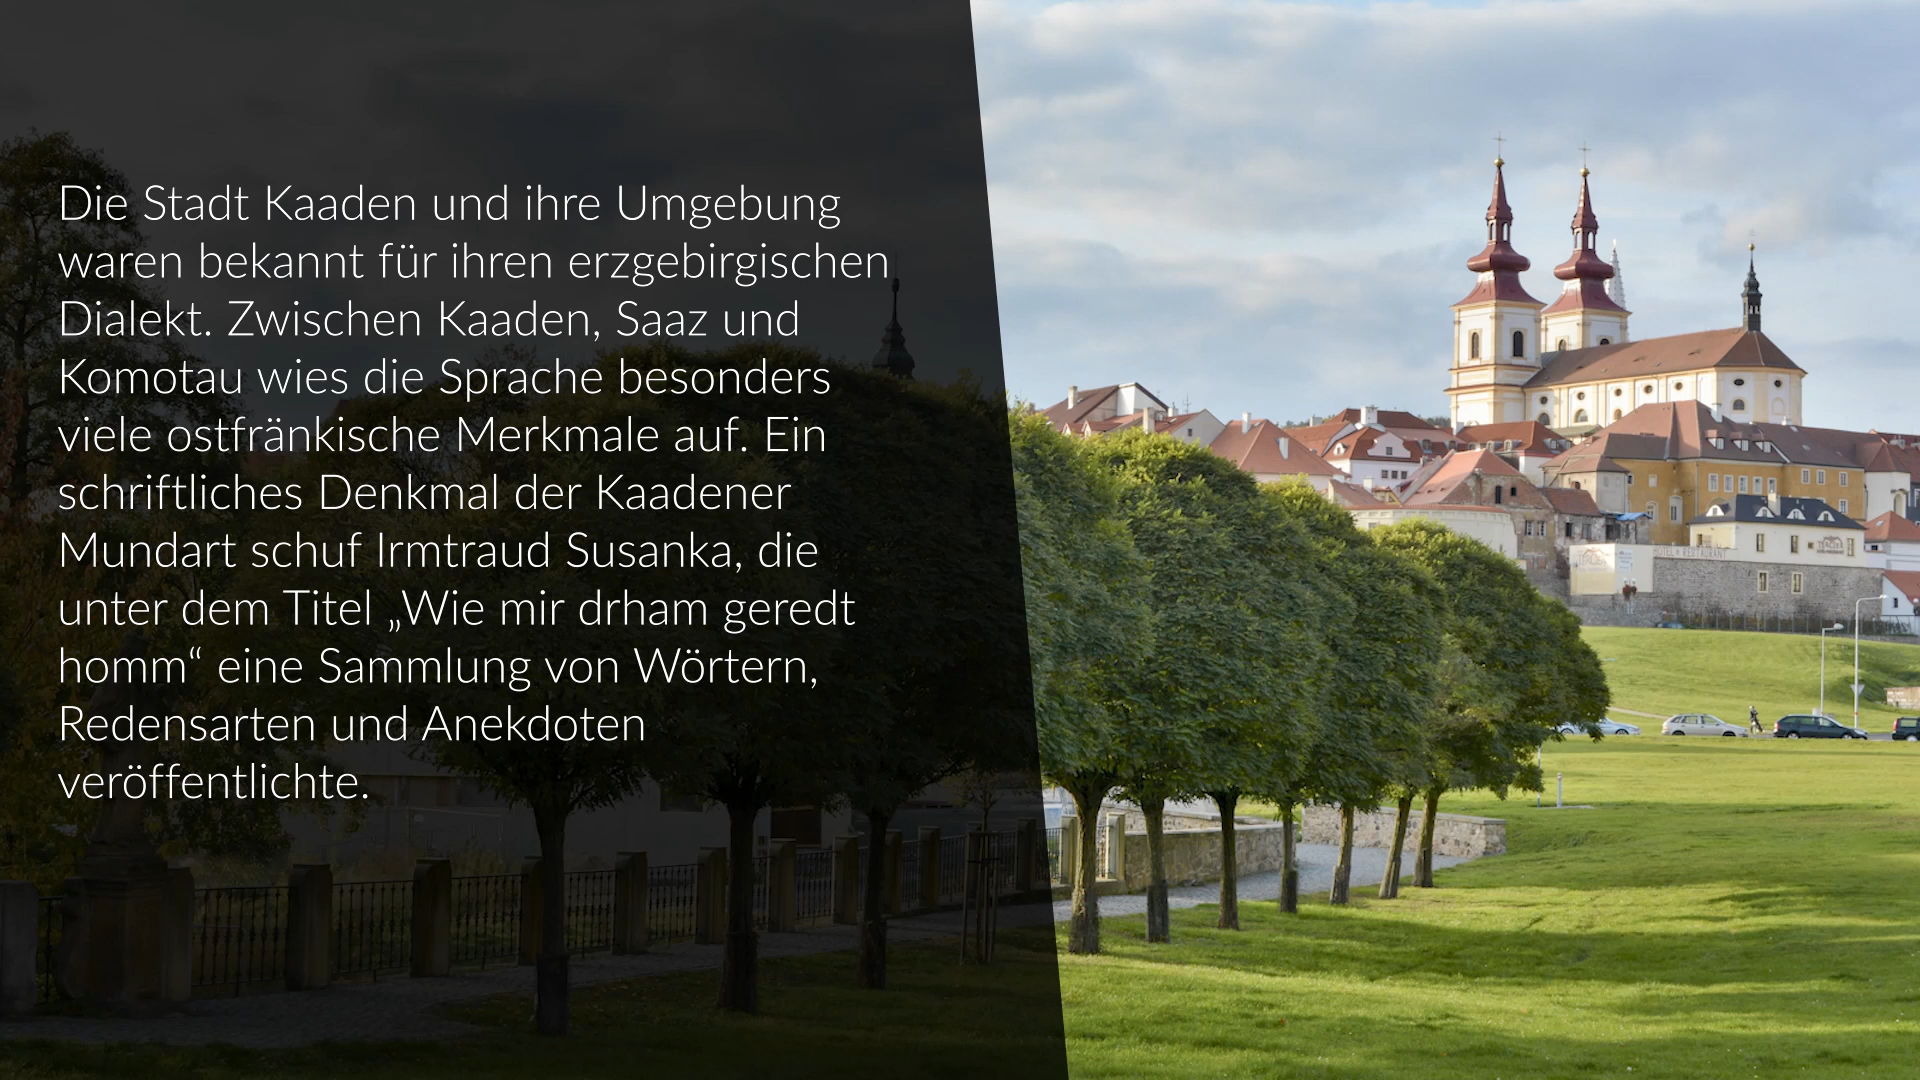 Die Stadt Kaaden und ihre Umgebung
waren bekannt für ihren erzgebirgischen
Dialekt. Zwischen Kaaden, Saaz und
Komotau wies die Sprache besonders
viele ostfränkische Merkmale auf. Ein
schriftliches Denkmal der Kaadener
Mundart schuf Irmtraud Susanka, die
unter dem Titel „Wie mir drham geredt
homm“ eine Sammlung von Wörtern,
Redensarten und Anekdoten
veröffentlichte.
HOTEL & RESTAURANT